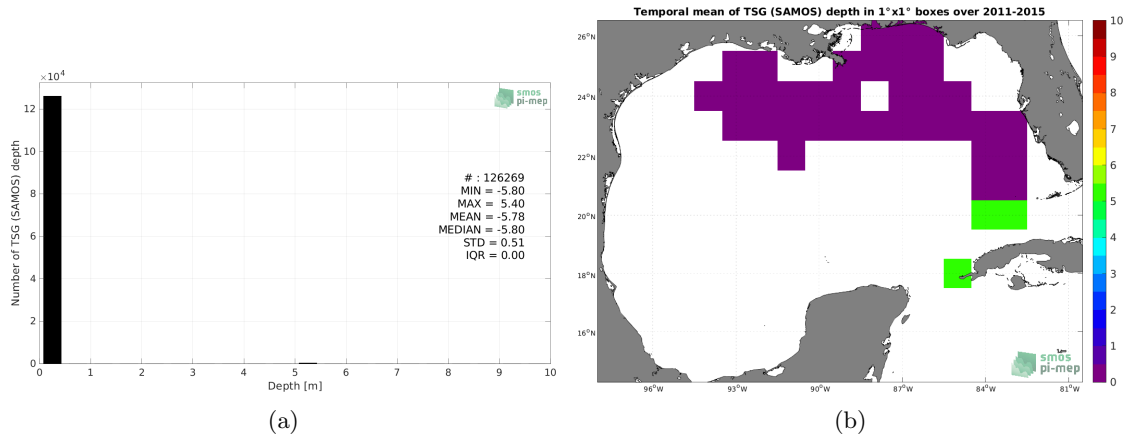 ×10⁴
12
10
8
6
4
2
0
Number of TSG (SAMOS) depth
smos
pi-mep
# : 126269
MIN = -5.80
MAX = 5.40
MEAN = -5.78
MEDIAN = -5.80
STD = 0.51
IQR = 0.00
0 1 2 3 4 5 6 7 8 9 10
Depth [m]
(a)
Temporal mean of TSG (SAMOS) depth in 1°x1° boxes over 2011-2015
26°N
24°N
22°N
20°N
18°N
16°N
96°W 93°W 90°W 87°W 84°W 81°W
smos
pi-mep
10
9
8
7
6
5
4
3
2
1
0
(b)